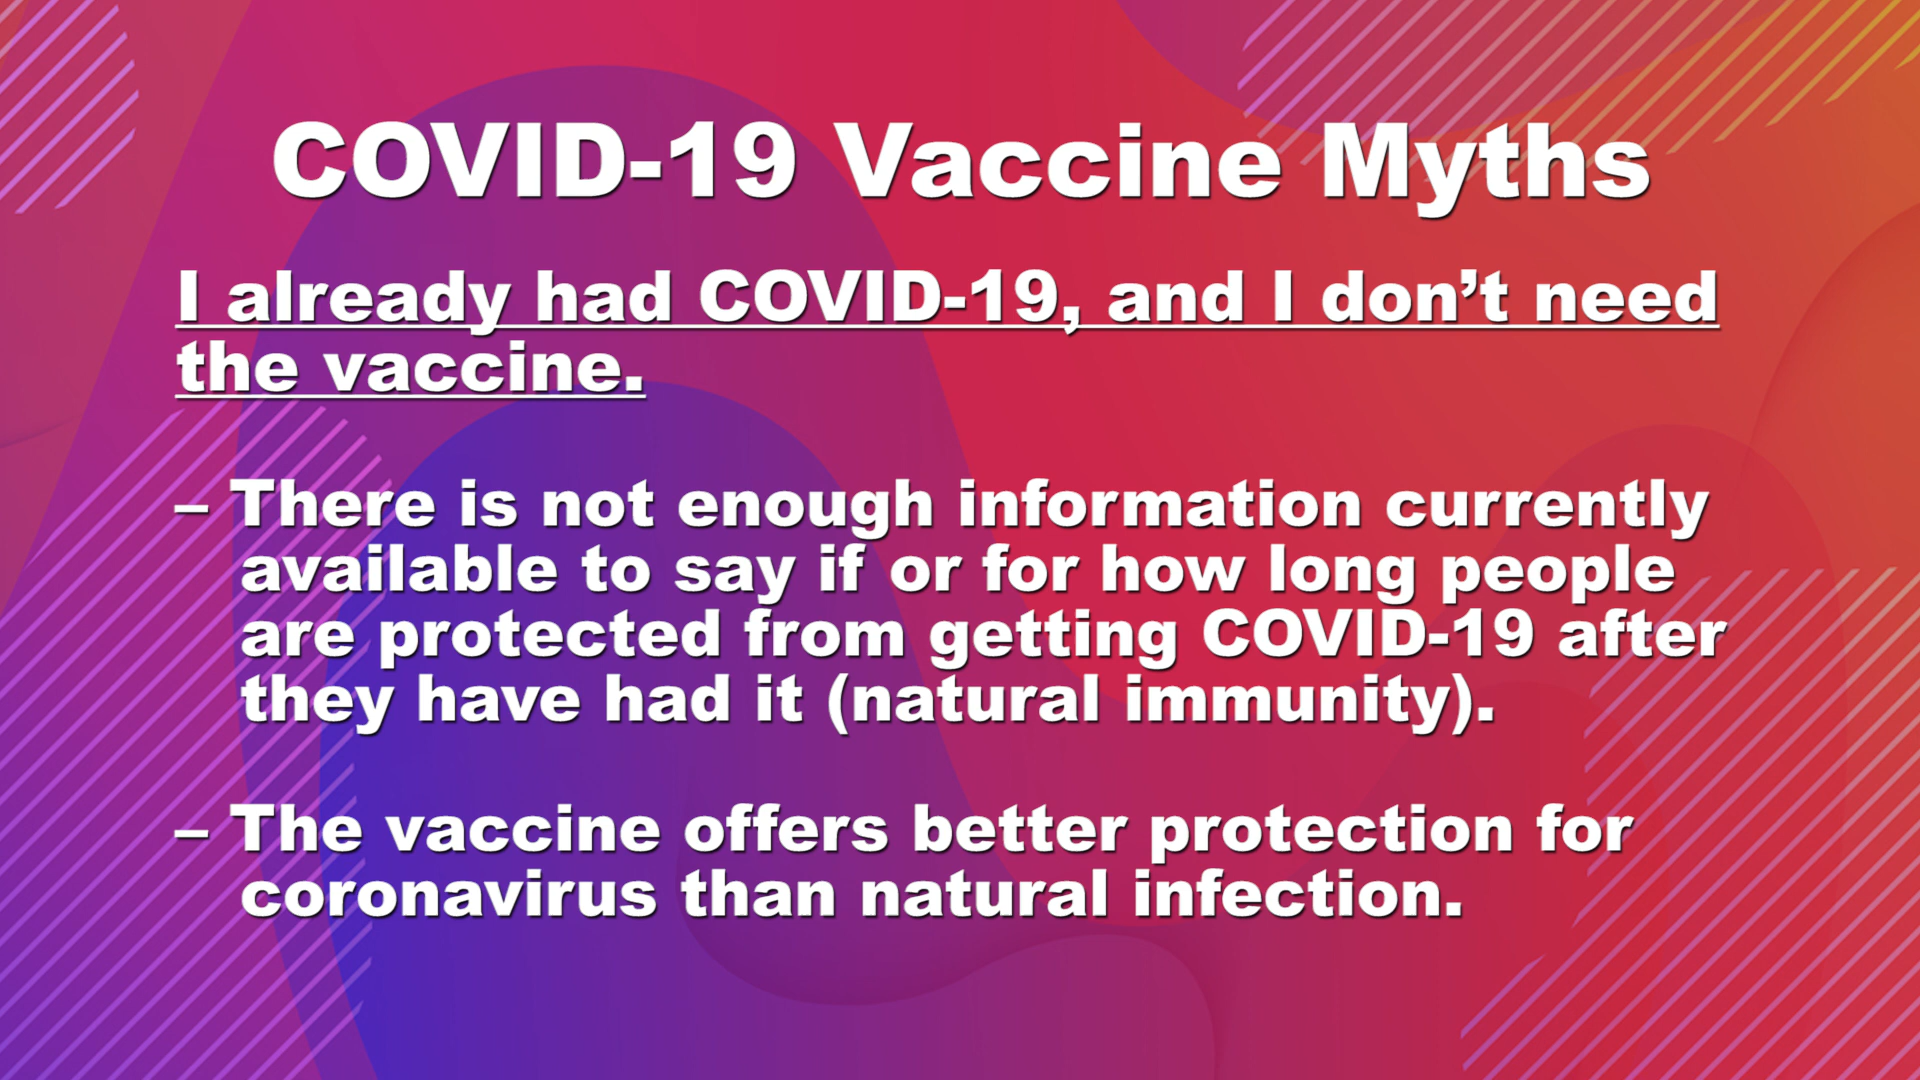 COVID-19 Vaccine Myths
I already had COVID-19, and I don’t need
the vaccine.
– There is not enough information currently
available to say if or for how long people
are protected from getting COVID-19 after
they have had it (natural immunity).
– The vaccine offers better protection for
coronavirus than natural infection.